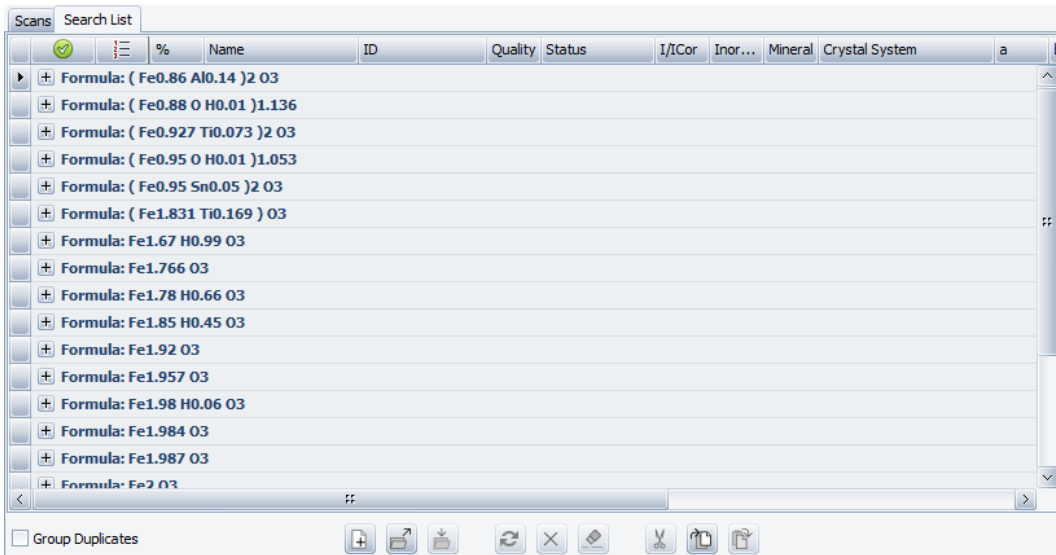 Scans Search List
% Name ID Quality Status I/ICor Inor... Mineral Crystal System a
Formula: ( Fe0.86 Al0.14 )2 O3
Formula: ( Fe0.88 O H0.01 )1.136
Formula: ( Fe0.927 Ti0.073 )2 O3
Formula: ( Fe0.95 O H0.01 )1.053
Formula: ( Fe0.95 Sn0.05 )2 O3
Formula: ( Fe1.831 Ti0.169 ) O3
Formula: Fe1.67 H0.99 O3
Formula: Fe1.766 O3
Formula: Fe1.78 H0.66 O3
Formula: Fe1.85 H0.45 O3
Formula: Fe1.92 O3
Formula: Fe1.957 O3
Formula: Fe1.98 H0.06 O3
Formula: Fe1.984 O3
Formula: Fe1.987 O3
Formula: Fe2 O3
Group Duplicates